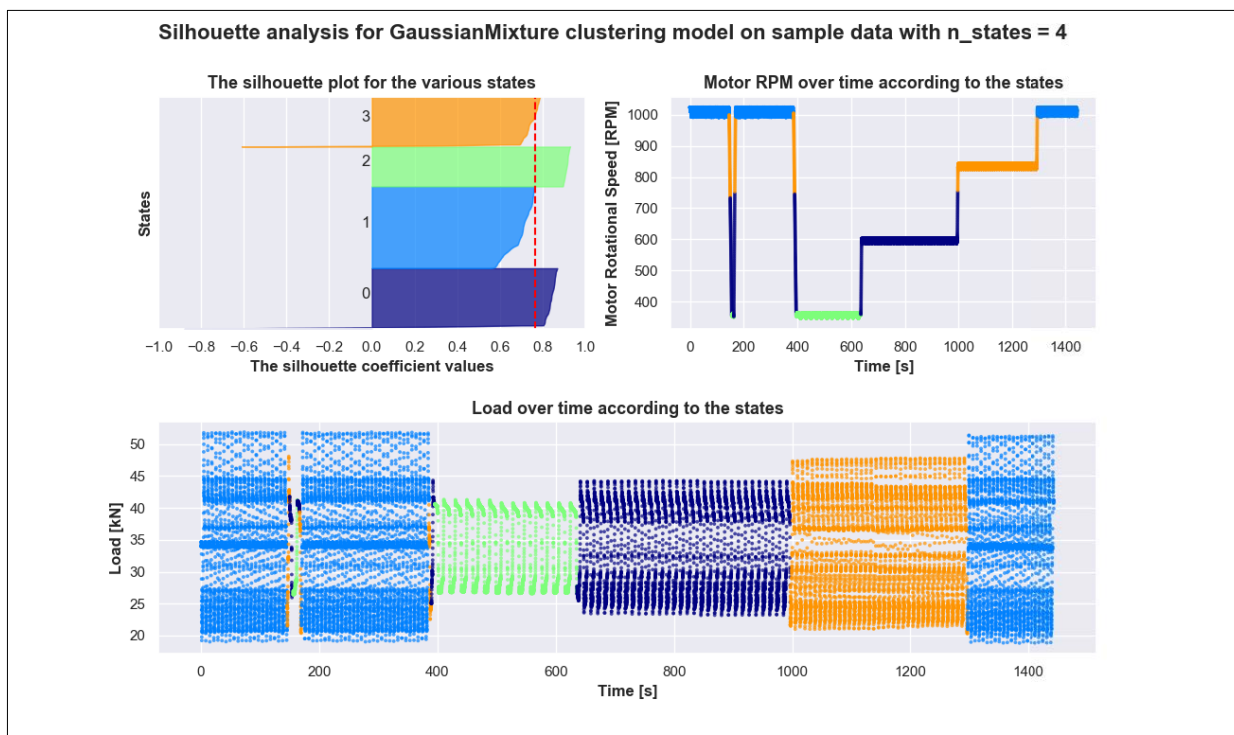 Silhouette analysis for GaussianMixture clustering model on sample data with n_states = 4
The silhouette plot for the various states
States
3
2
1
0
−1.0 −0.8 −0.6 −0.4 −0.2 0.0 0.2 0.4 0.6 0.8 1.0
The silhouette coefficient values
Motor RPM over time according to the states
Motor Rotational Speed [RPM]
1000
900
800
700
600
500
400
0 200 400 600 800 1000 1200 1400
Time [s]
Load over time according to the states
Load [kN]
50
45
40
35
30
25
20
0 200 400 600 800 1000 1200 1400
Time [s]